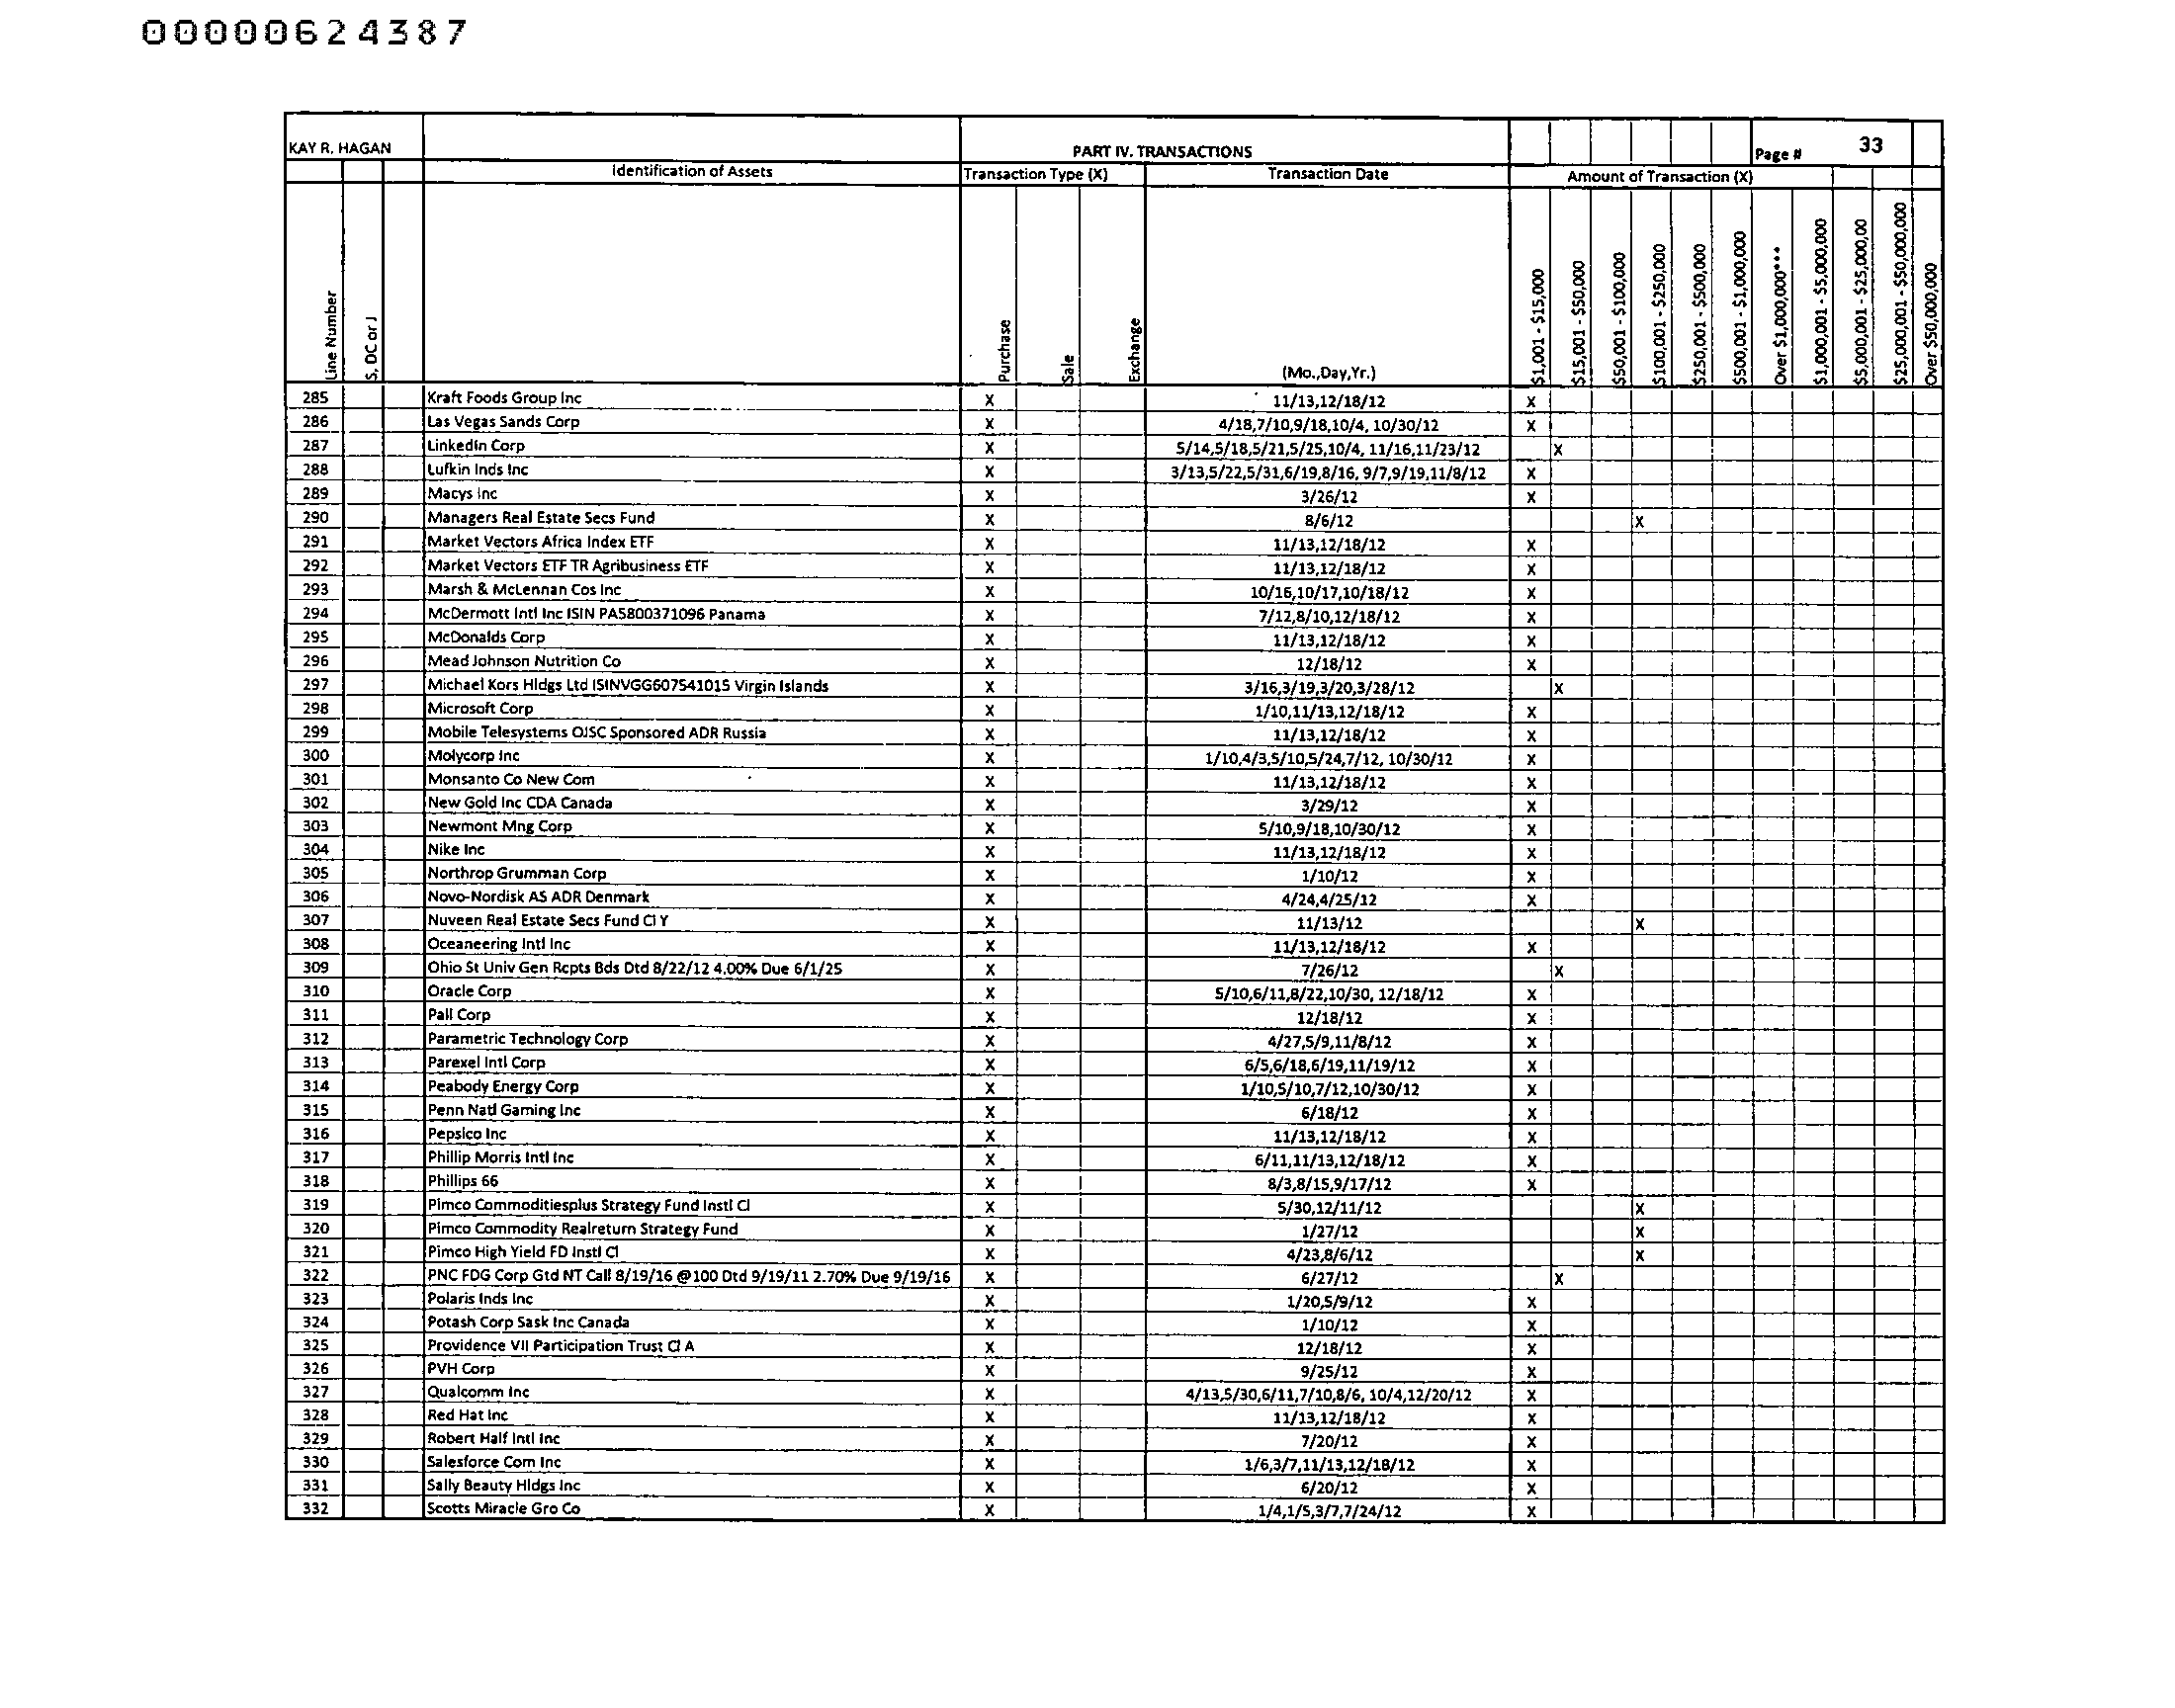 00000624387
KAY R. HAGAN PART IV. TRANSACTIONS Page # 33
Identification of Assets Transaction Type (X) Transaction Date Amount of Transaction (X)
Line Number S, DC or J Purchase Sale Exchange (Mo.,Day,Yr.) $1,001 - $15,000 $15,001 - $50,000 $50,001 - $100,000 $100,001 - $250,000 $250,001 - $500,000 $500,001 - $1,000,000 Over $1,000,000*** $1,000,001 - $5,000,000 $5,000,001 - $25,000,00 $25,000,001 - $50,000,000 Over $50,000,000
285 Kraft Foods Group Inc X 11/13,12/18/12 X
286 Las Vegas Sands Corp X 4/18,7/10,9/18,10/4, 10/30/12 X
287 LinkedIn Corp X 5/14,5/18,5/21,5/25,10/4, 11/16,11/23/12 X
288 Lufkin Inds Inc X 3/13,5/22,5/31,6/19,8/16, 9/7,9/19,11/8/12 X
289 Macys Inc X 3/26/12 X
290 Managers Real Estate Secs Fund X 8/6/12 X
291 Market Vectors Africa Index ETF X 11/13,12/18/12 X
292 Market Vectors ETF TR Agribusiness ETF X 11/13,12/18/12 X
293 Marsh & McLennan Cos Inc X 10/16,10/17,10/18/12 X
294 McDermott Intl Inc ISIN PA5800371096 Panama X 7/12,8/10,12/18/12 X
295 McDonalds Corp X 11/13,12/18/12 X
296 Mead Johnson Nutrition Co X 12/18/12 X
297 Michael Kors Hldgs Ltd ISINVGG607541015 Virgin Islands X 3/16,3/19,3/20,3/28/12 X
298 Microsoft Corp X 1/10,11/13,12/18/12 X
299 Mobile Telesystems OJSC Sponsored ADR Russia X 11/13,12/18/12 X
300 Molycorp Inc X 1/10,4/3,5/10,5/24,7/12, 10/30/12 X
301 Monsanto Co New Com X 11/13,12/18/12 X
302 New Gold Inc CDA Canada X 3/29/12 X
303 Newmont Mng Corp X 5/10,9/18,10/30/12 X
304 Nike Inc X 11/13,12/18/12 X
305 Northrop Grumman Corp X 1/10/12 X
306 Novo-Nordisk AS ADR Denmark X 4/24,4/25/12 X
307 Nuveen Real Estate Secs Fund Cl Y X 11/13/12 X
308 Oceaneering Intl Inc X 11/13,12/18/12 X
309 Ohio St Univ Gen Rcpts Bds Dtd 8/22/12 4.00% Due 6/1/25 X 7/26/12 X
310 Oracle Corp X 5/10,6/11,8/22,10/30, 12/18/12 X
311 Pall Corp X 12/18/12 X
312 Parametric Technology Corp X 4/27,5/9,11/8/12 X
313 Parexel Intl Corp X 6/5,6/18,6/19,11/19/12 X
314 Peabody Energy Corp X 1/10,5/10,7/12,10/30/12 X
315 Penn Natl Gaming Inc X 6/18/12 X
316 Pepsico Inc X 11/13,12/18/12 X
317 Phillip Morris Intl Inc X 6/11,11/13,12/18/12 X
318 Phillips 66 X 8/3,8/15,9/17/12 X
319 Pimco Commoditiesplus Strategy Fund Instl Cl X 5/30,12/11/12 X
320 Pimco Commodity Realreturn Strategy Fund X 1/27/12 X
321 Pimco High Yield FD Instl Cl X 4/23,8/6/12 X
322 PNC FDG Corp Gtd NT Call 8/19/16 @100 Dtd 9/19/11 2.70% Due 9/19/16 X 6/27/12 X
323 Polaris Inds Inc X 1/20,5/9/12 X
324 Potash Corp Sask Inc Canada X 1/10/12 X
325 Providence VII Participation Trust Cl A X 12/18/12 X
326 PVH Corp X 9/25/12 X
327 Qualcomm Inc X 4/13,5/30,6/11,7/10,8/6, 10/4,12/20/12 X
328 Red Hat Inc X 11/13,12/18/12 X
329 Robert Half Intl Inc X 7/20/12 X
330 Salesforce Com Inc X 1/6,3/7,11/13,12/18/12 X
331 Sally Beauty Hldgs Inc X 6/20/12 X
332 Scotts Miracle Gro Co X 1/4,1/5,3/7,7/24/12 X